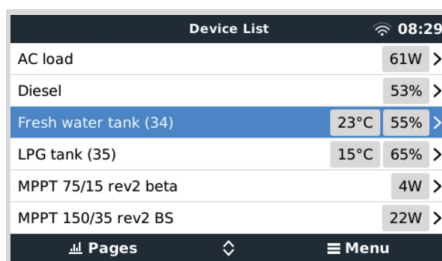 Device List 08:29
AC load 61W >
Diesel 53% >
Fresh water tank (34) 23°C 55% >
LPG tank (35) 15°C 65% >
MPPT 75/15 rev2 beta 4W >
MPPT 150/35 rev2 BS 22W >
Pages Menu